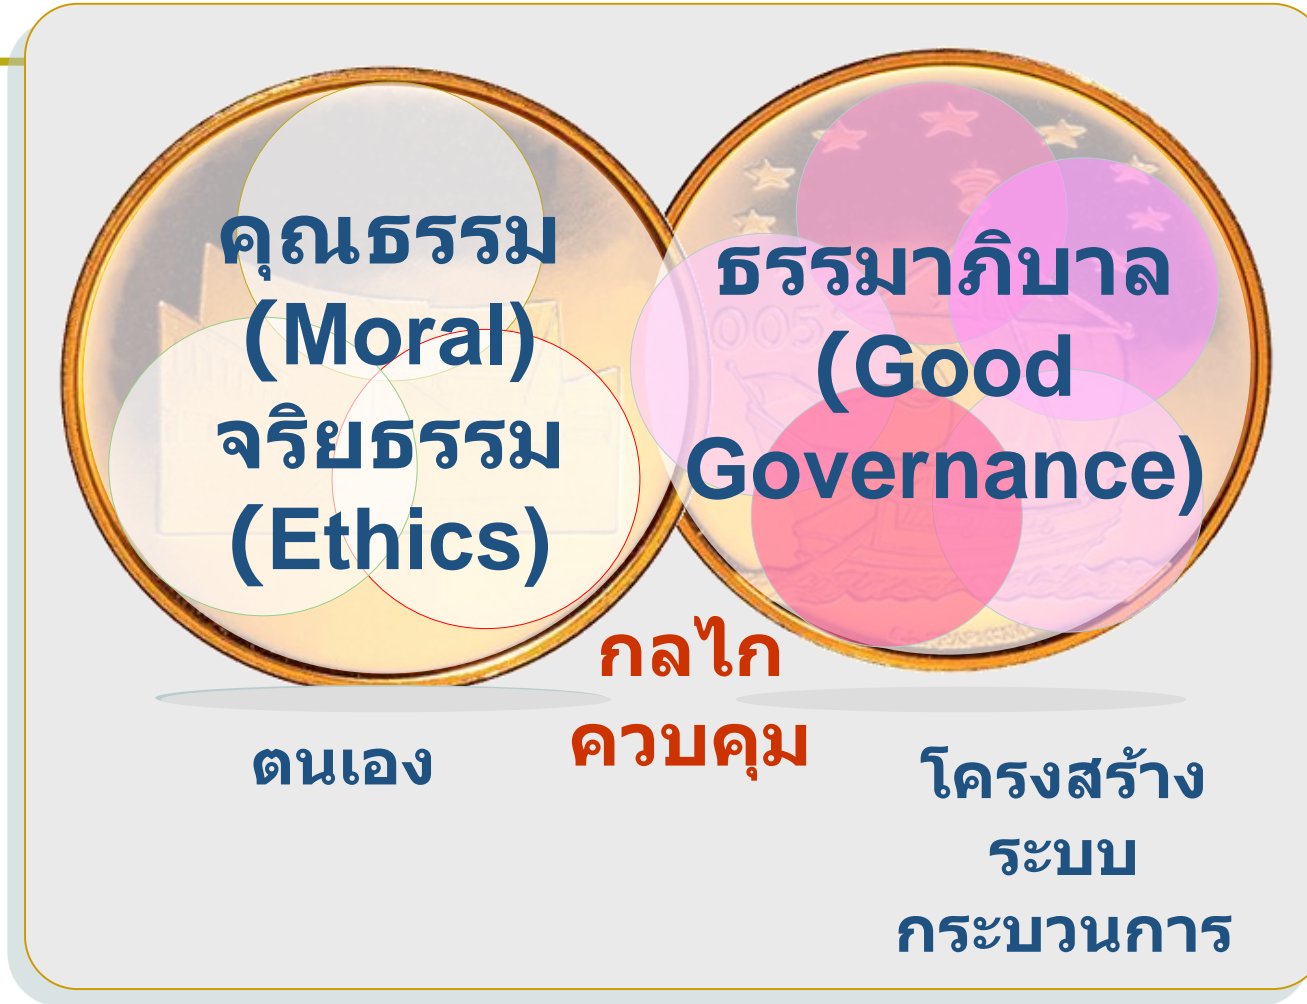 คุณธรรม
(Moral)
จริยธรรม
(Ethics)
ธรรมาภิบาล
(Good
Governance)
กลไก
ควบคุม
ตนเอง
โครงสร้าง
ระบบ
กระบวนการ